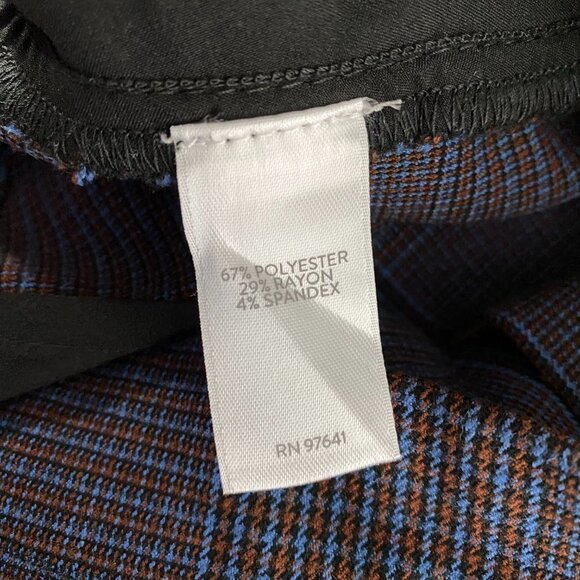 67% POLYESTER
29% RAYON
4% SPANDEX
RN 97641